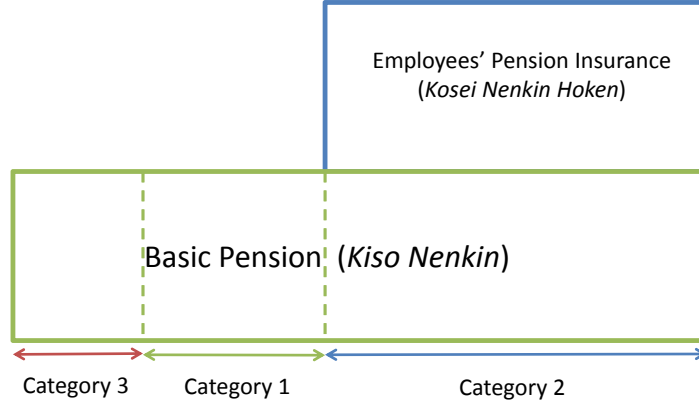 Employees’ Pension Insurance
(Kosei Nenkin Hoken)
Basic Pension (Kiso Nenkin)
Category 3
Category 1
Category 2